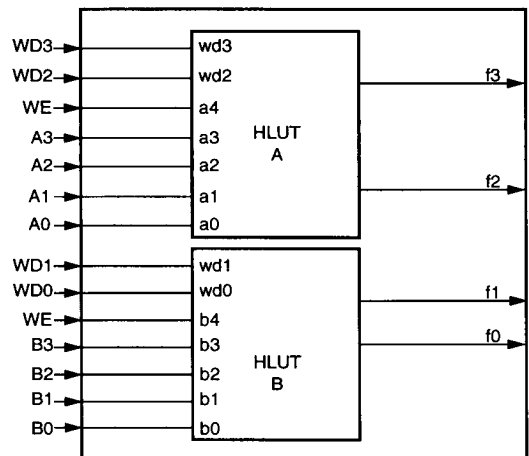 WD3 wd3
WD2 wd2 f3
WE a4
A3 a3 HLUT
A2 a2 A
A1 a1 f2
A0 a0
WD1 wd1
WD0 wd0 f1
WE b4
B3 b3 f0
B2 b2 HLUT
B1 b1 B
B0 b0